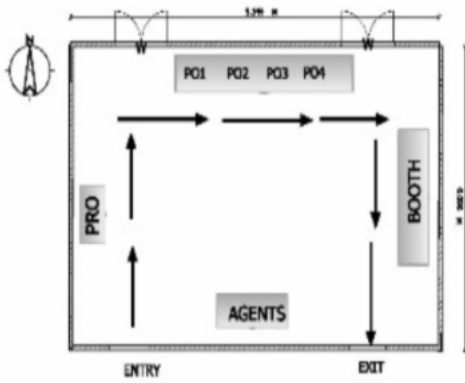 N
W W
PO1 PO2 PO3 PO4
PRO
BOOTH
AGENTS
ENTRY EXIT